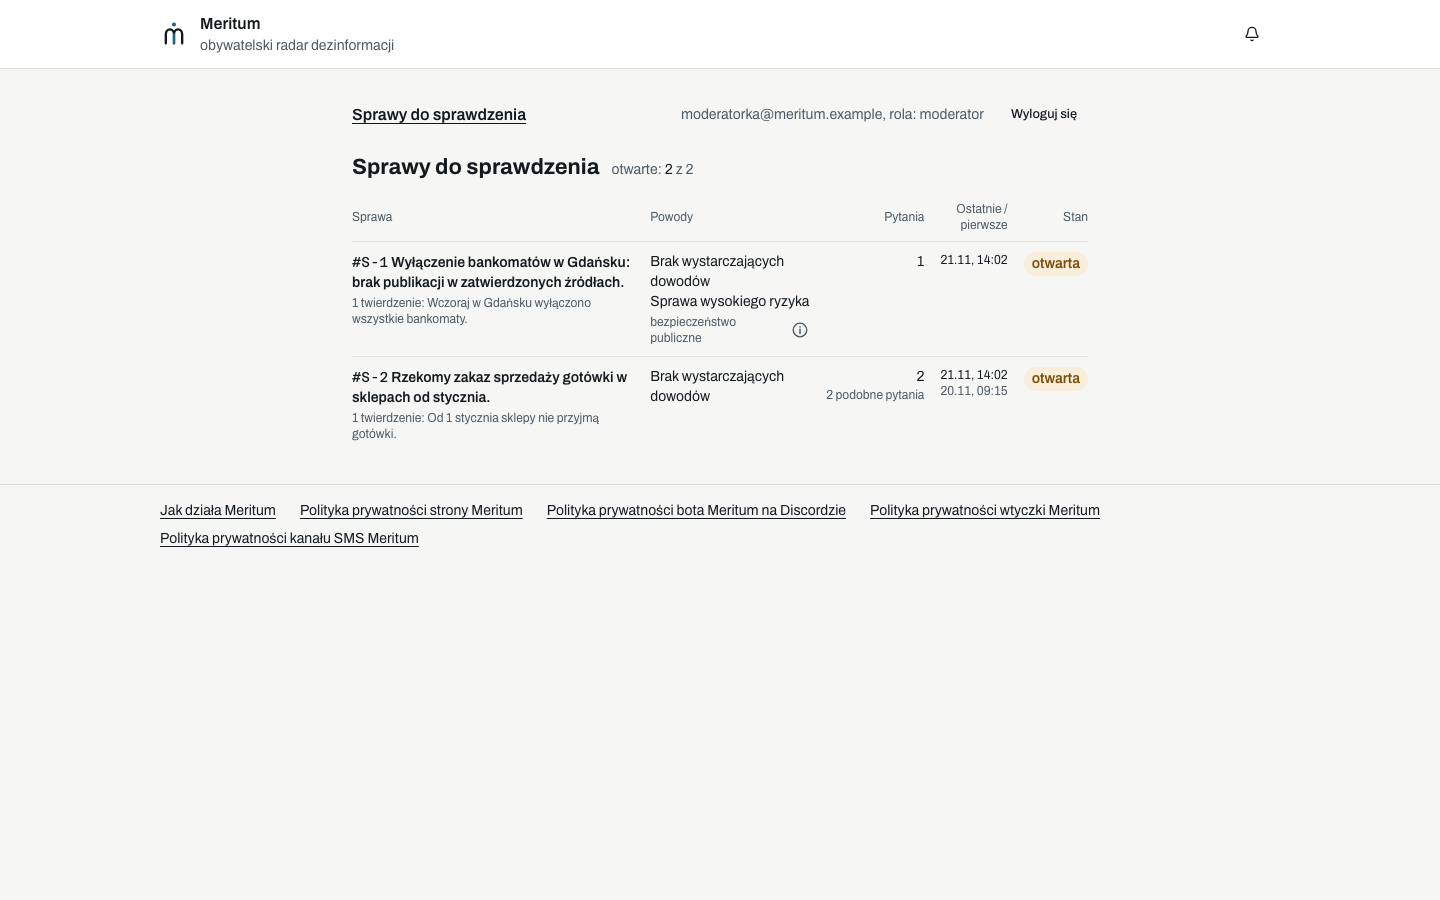 Meritum
obywatelski radar dezinformacji
Sprawy do sprawdzenia
moderatorka@meritum.example, rola: moderator
Wyloguj się
Sprawy do sprawdzenia otwarte: 2 z 2
Sprawa
Powody
Pytania
Ostatnie /
pierwsze
Stan
#S-1 Wyłączenie bankomatów w Gdańsku:
brak publikacji w zatwierdzonych źródłach.
1 twierdzenie: Wczoraj w Gdańsku wyłączono
wszystkie bankomaty.
Brak wystarczających
dowodów
Sprawa wysokiego ryzyka
bezpieczeństwo
publiczne
1
21.11, 14:02
otwarta
#S-2 Rzekomy zakaz sprzedaży gotówki w
sklepach od stycznia.
1 twierdzenie: Od 1 stycznia sklepy nie przyjmą
gotówki.
Brak wystarczających
dowodów
2
2 podobne pytania
21.11, 14:02
20.11, 09:15
otwarta
Jak działa Meritum
Polityka prywatności strony Meritum
Polityka prywatności bota Meritum na Discordzie
Polityka prywatności wtyczki Meritum
Polityka prywatności kanału SMS Meritum